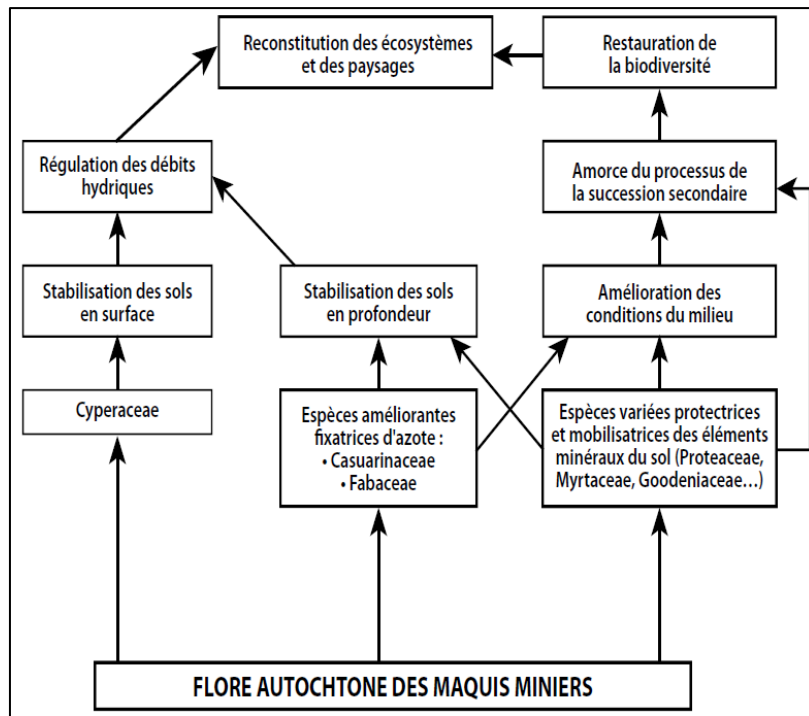 Reconstitution des écosystèmes
et des paysages
Restauration de
la biodiversité
Régulation des débits
hydriques
Amorce du processus de
la succession secondaire
Stabilisation des sols
en surface
Stabilisation des sols
en profondeur
Amélioration des
conditions du milieu
Cyperaceae
Espèces améliorantes
fixatrices d'azote :
• Casuarinaceae
• Fabaceae
Espèces variées protectrices
et mobilisatrices des éléments
minéraux du sol (Proteaceae,
Myrtaceae, Goodeniaceae...)
FLORE AUTOCHTONE DES MAQUIS MINIERS